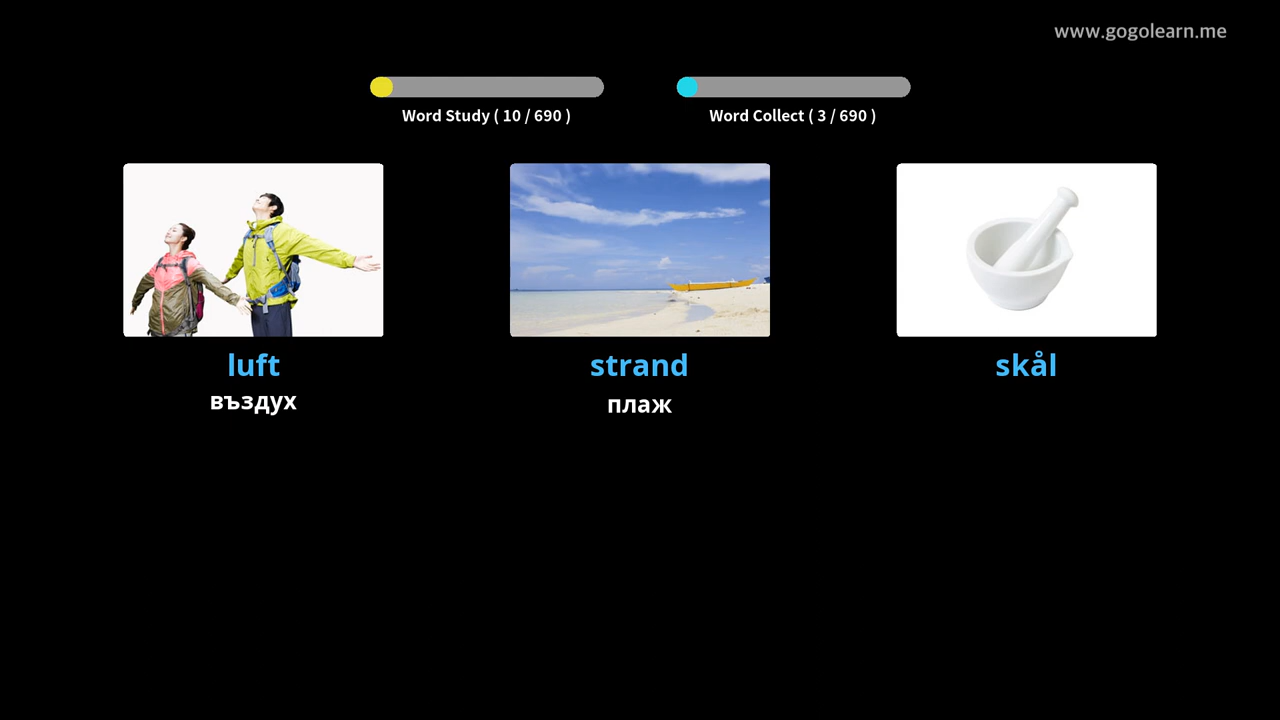 www.gogolearn.me
Word Study ( 10 / 690 )
Word Collect ( 3 / 690 )
luft
strand
skål
въздух
плаж